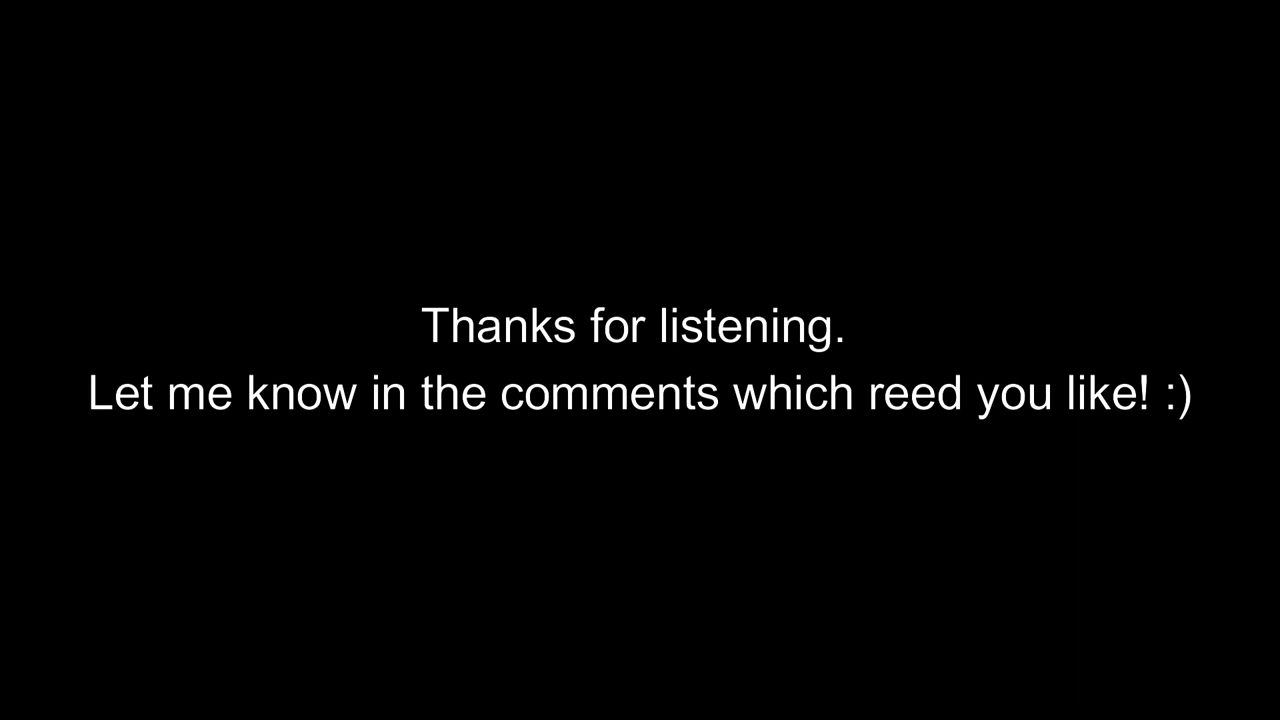 Thanks for listening.
Let me know in the comments which reed you like! :)